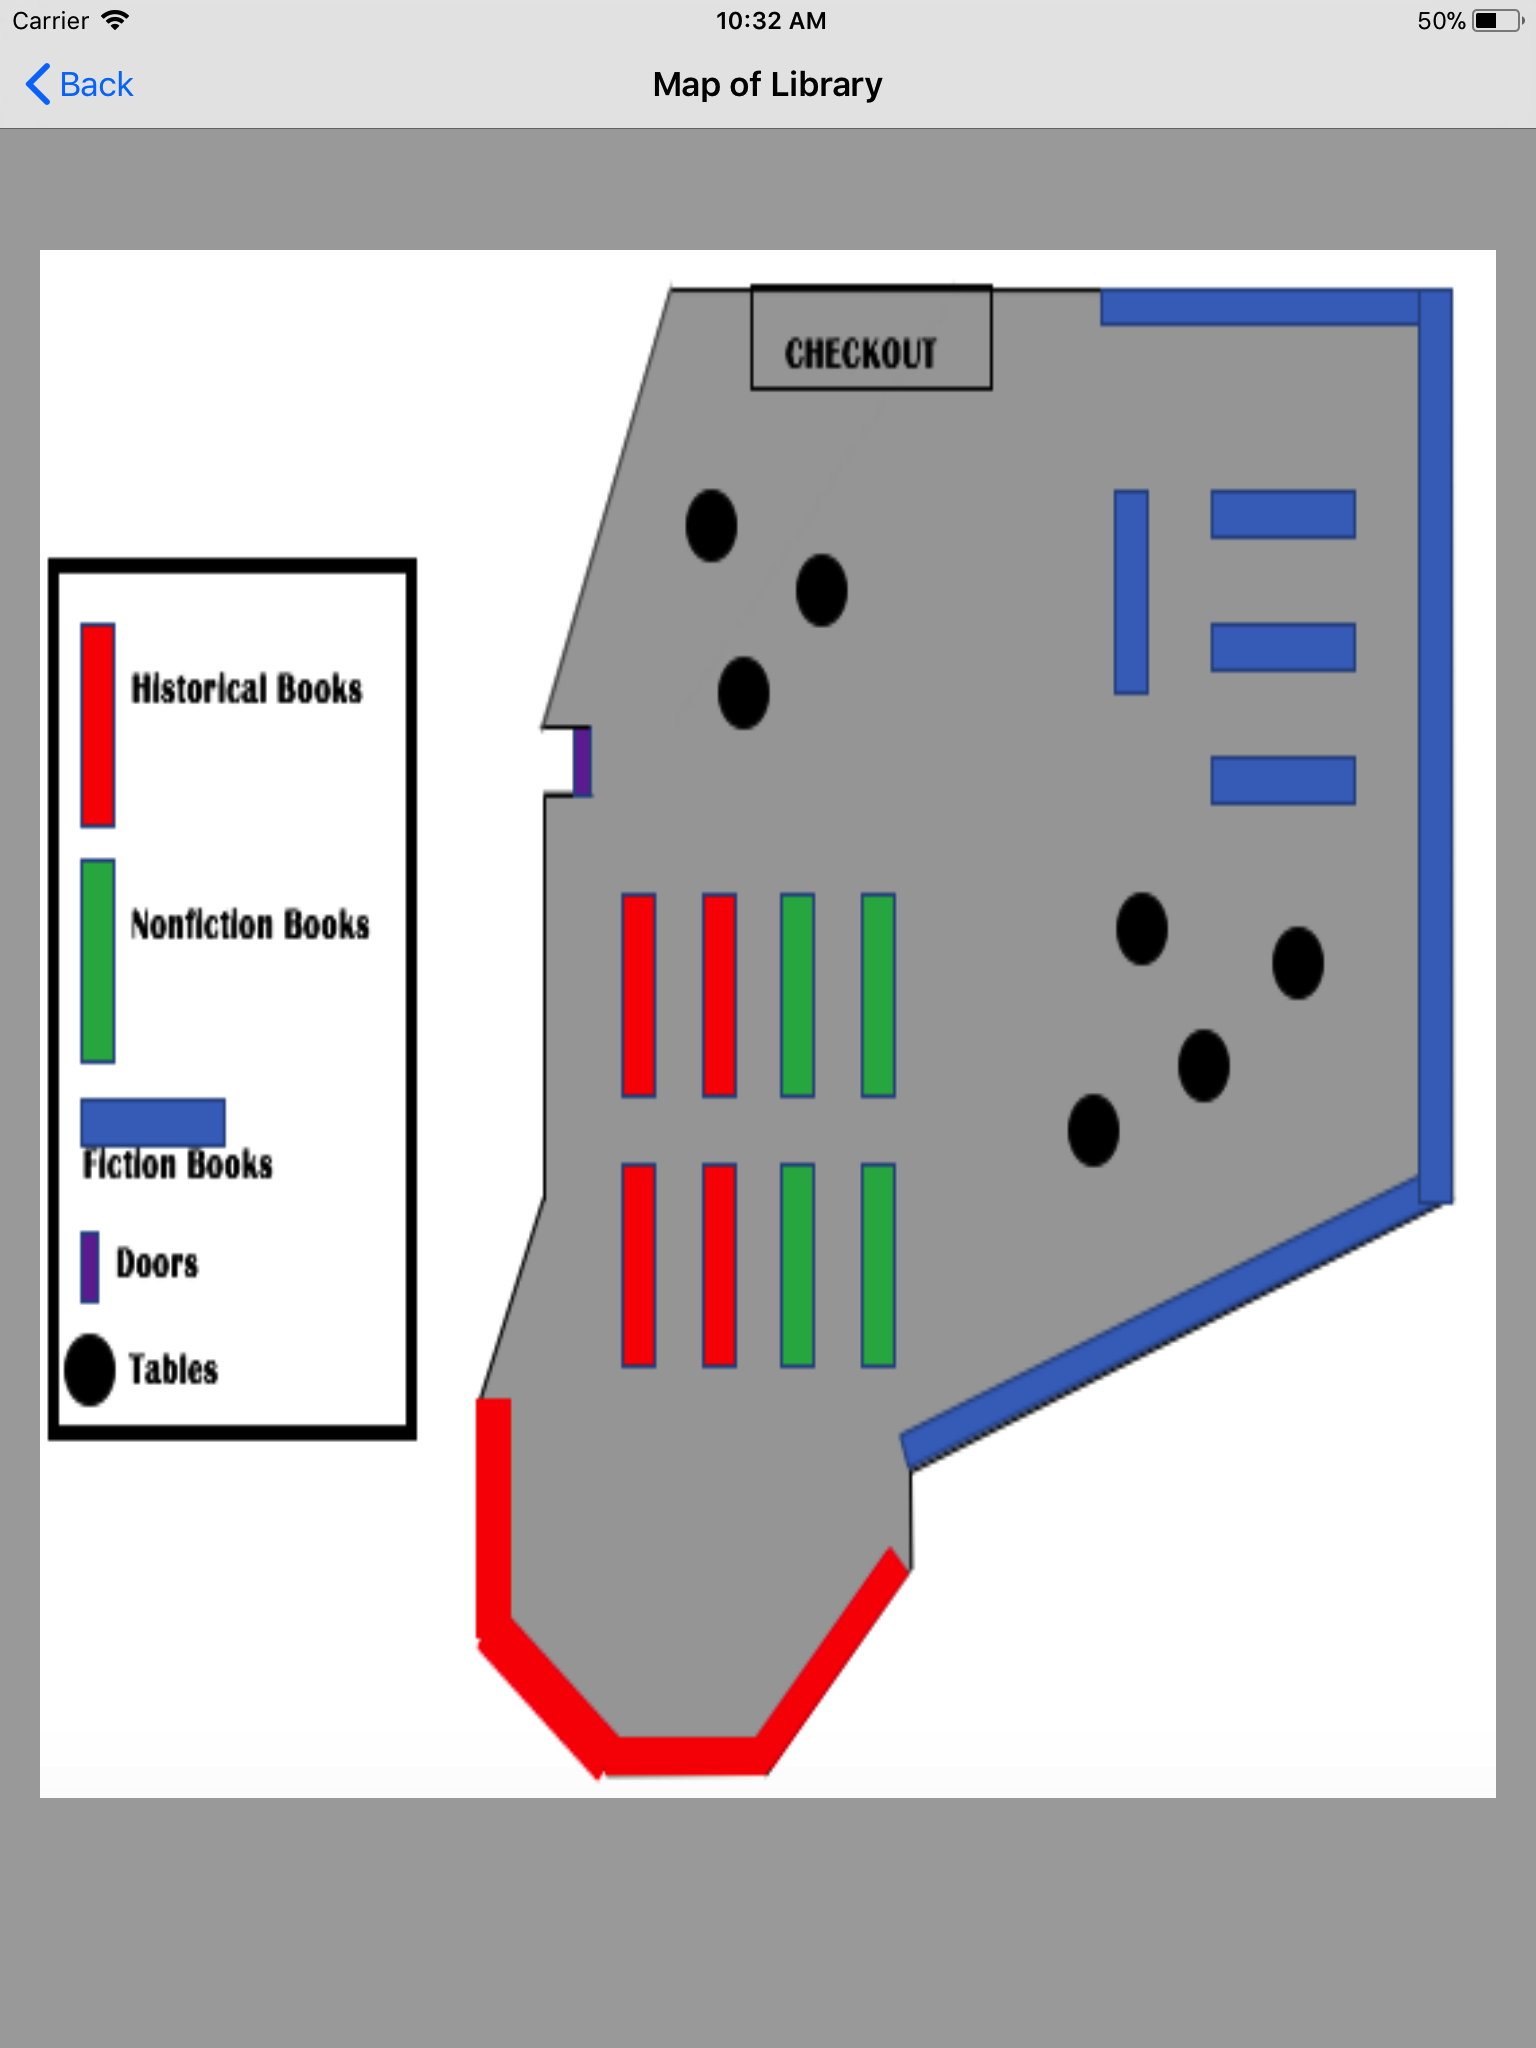 Carrier 10:32 AM 50%
Back Map of Library
CHECKOUT
Historical Books
Nonfiction Books
Fiction Books
Doors
Tables